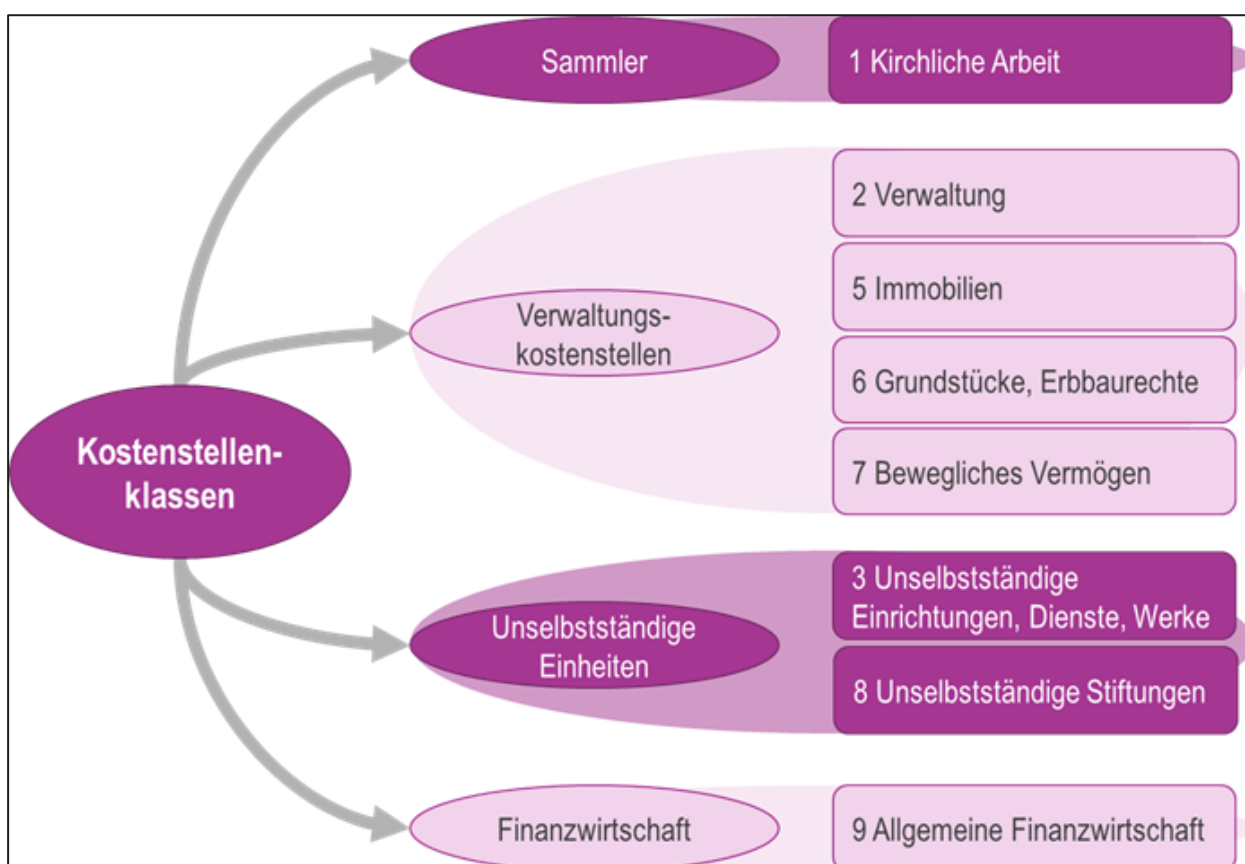 Sammler
1 Kirchliche Arbeit
2 Verwaltung
5 Immobilien
Verwaltungs-
kostenstellen
6 Grundstücke, Erbbaurechte
7 Bewegliches Vermögen
Kostenstellen-
klassen
3 Unselbstständige
Einrichtungen, Dienste, Werke
Unselbstständige
Einheiten
8 Unselbstständige Stiftungen
Finanzwirtschaft
9 Allgemeine Finanzwirtschaft